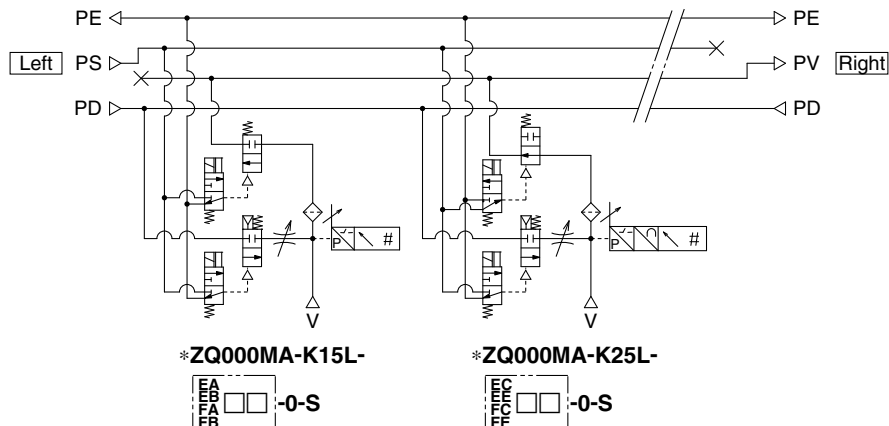 PE PE
Left PS PV Right
PD PD
P #
P #
V V
*ZQ000MA-K15L- *ZQ000MA-K25L-
EA EC
EB EE
□□-0-S □□-0-S
FA FC